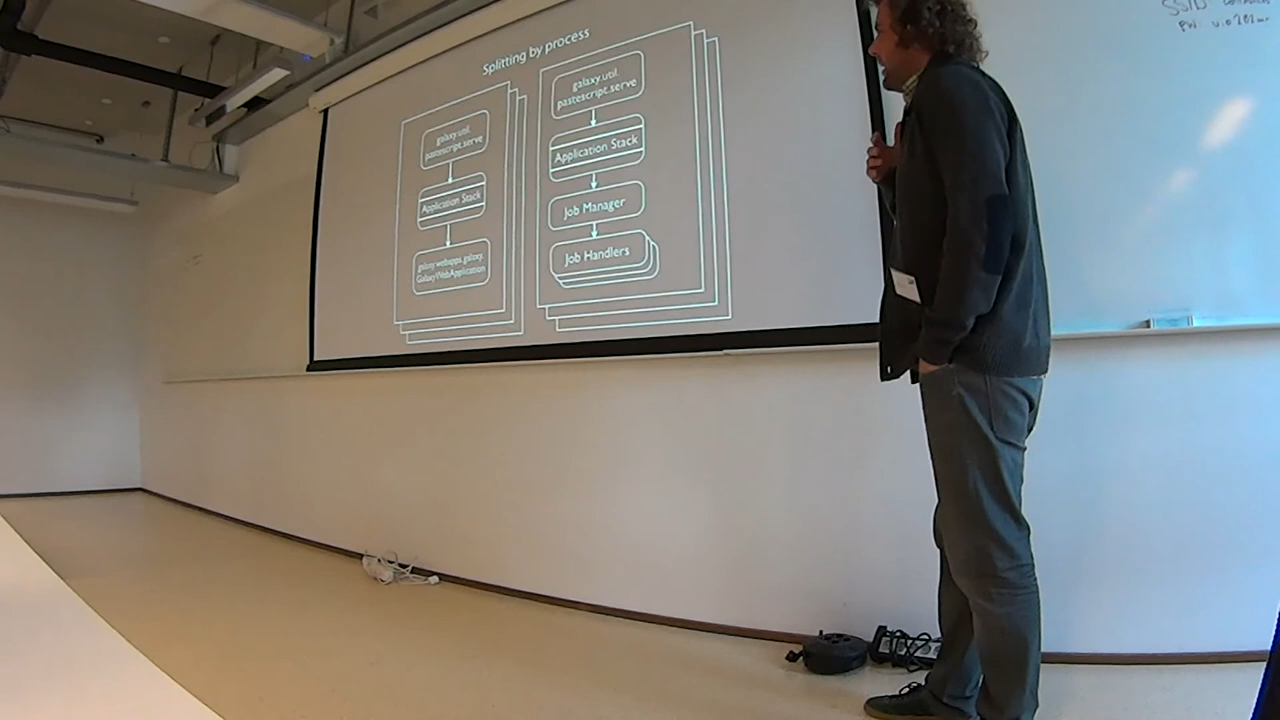 Splitting by process
galaxy.util.
pastescript.serve
Application Stack
galaxy.webapps.galaxy.
GalaxyWebApplication
galaxy.util.
pastescript.serve
Application Stack
Job Manager
Job Handlers
SSID
PW